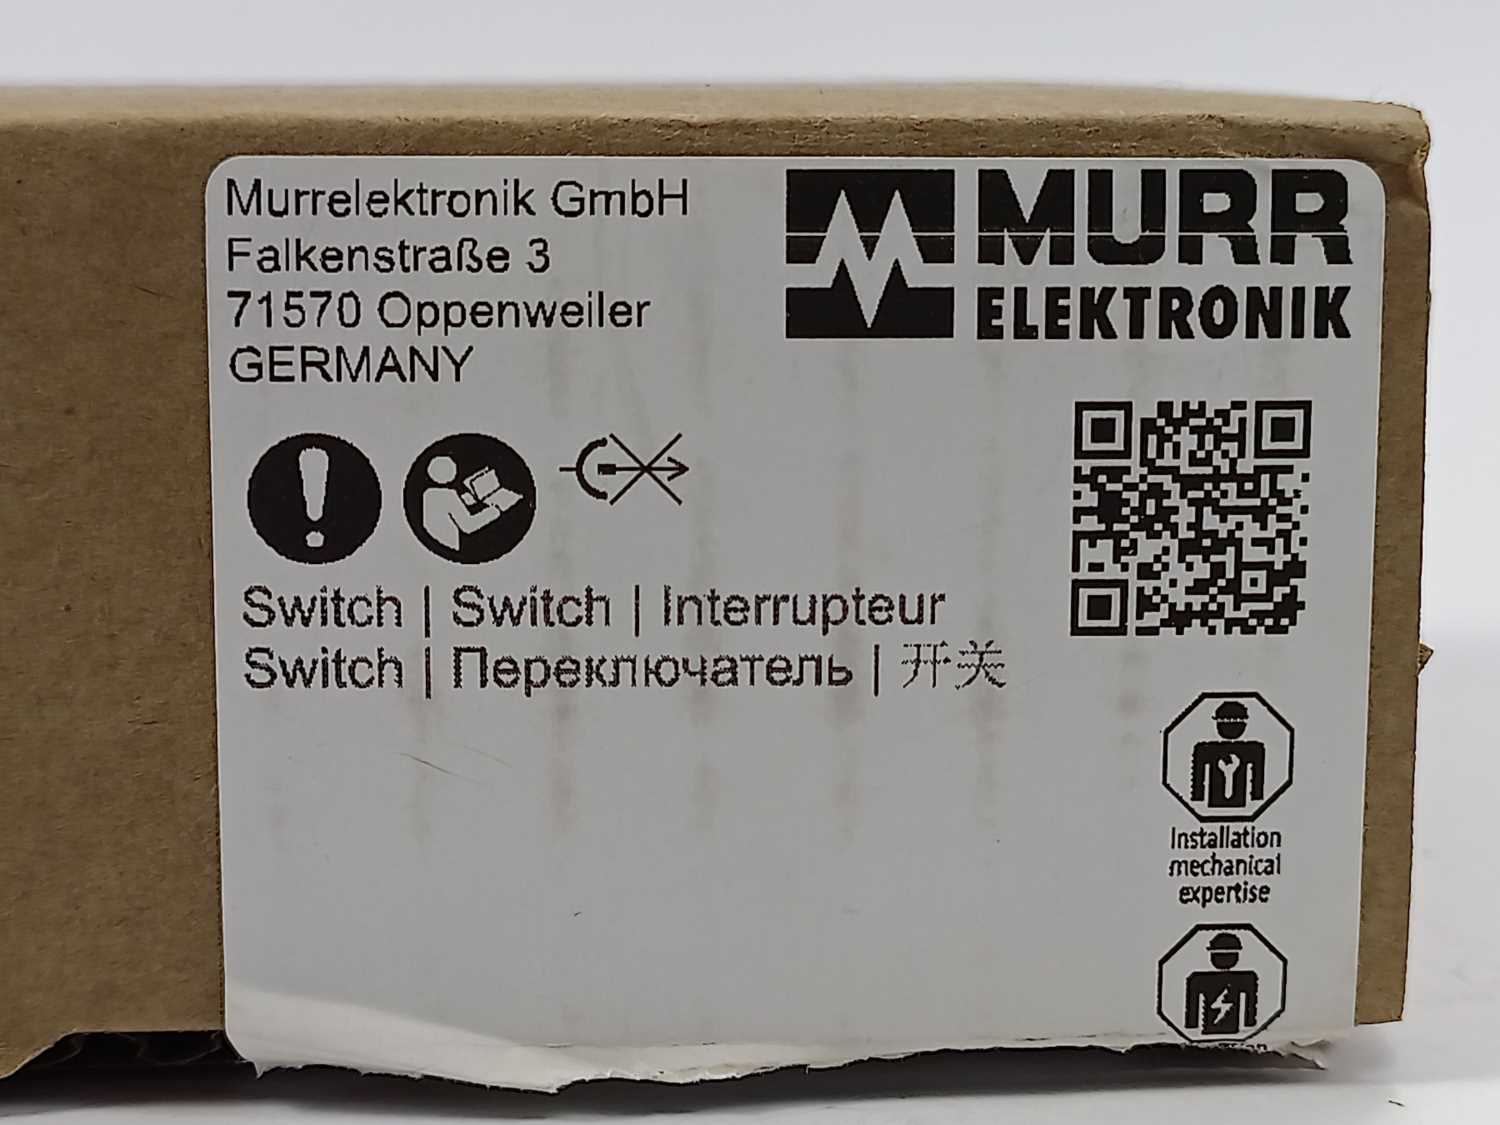 Murrelektronik GmbH
Falkenstraße 3
71570 Oppenweiler
GERMANY
MURR
ELEKTRONIK
Switch | Switch | Interrupteur
Switch | Переключатель | 开关
Installation
mechanical
expertise